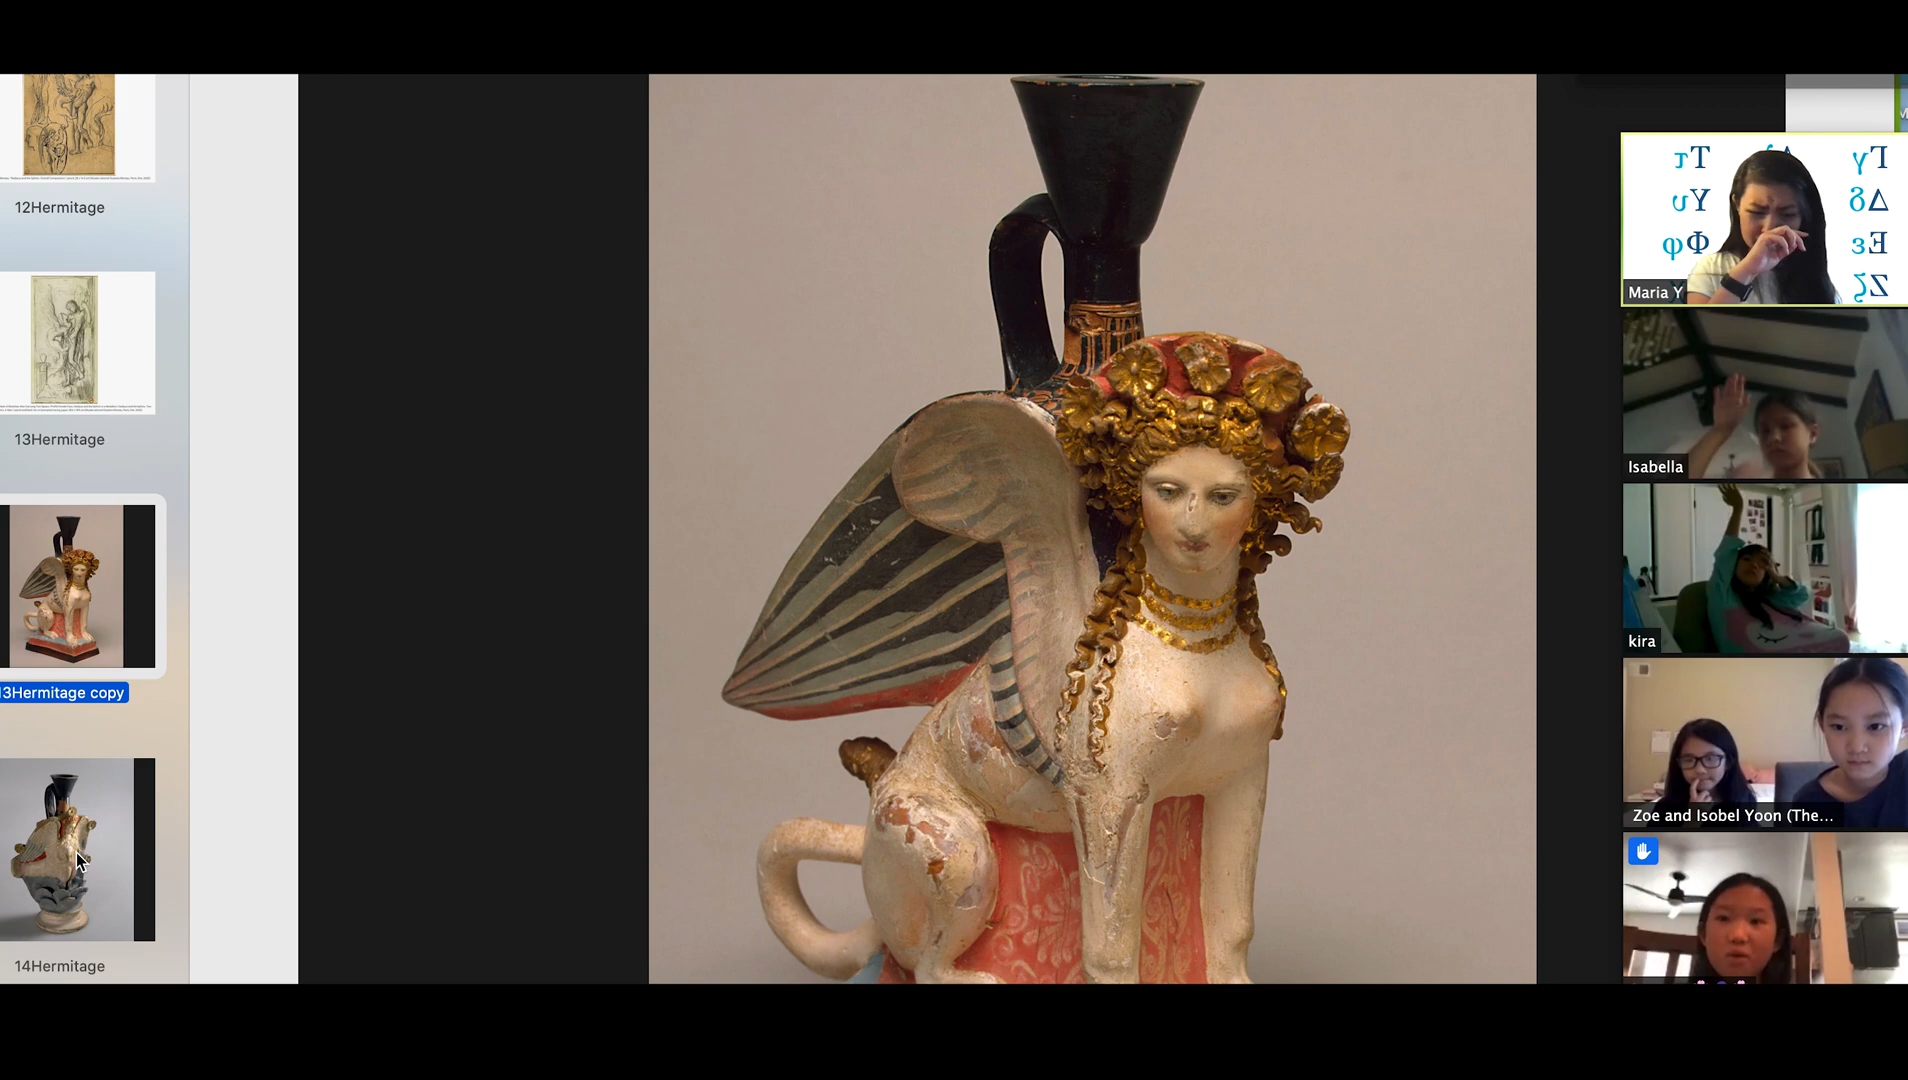 12Hermitage
13Hermitage
13Hermitage copy
14Hermitage
τΤ
γΓ
υΥ
δΔ
φΦ
εΕ
ζΖ
Maria Y
Isabella
kira
Zoe and Isobel Yoon (The...